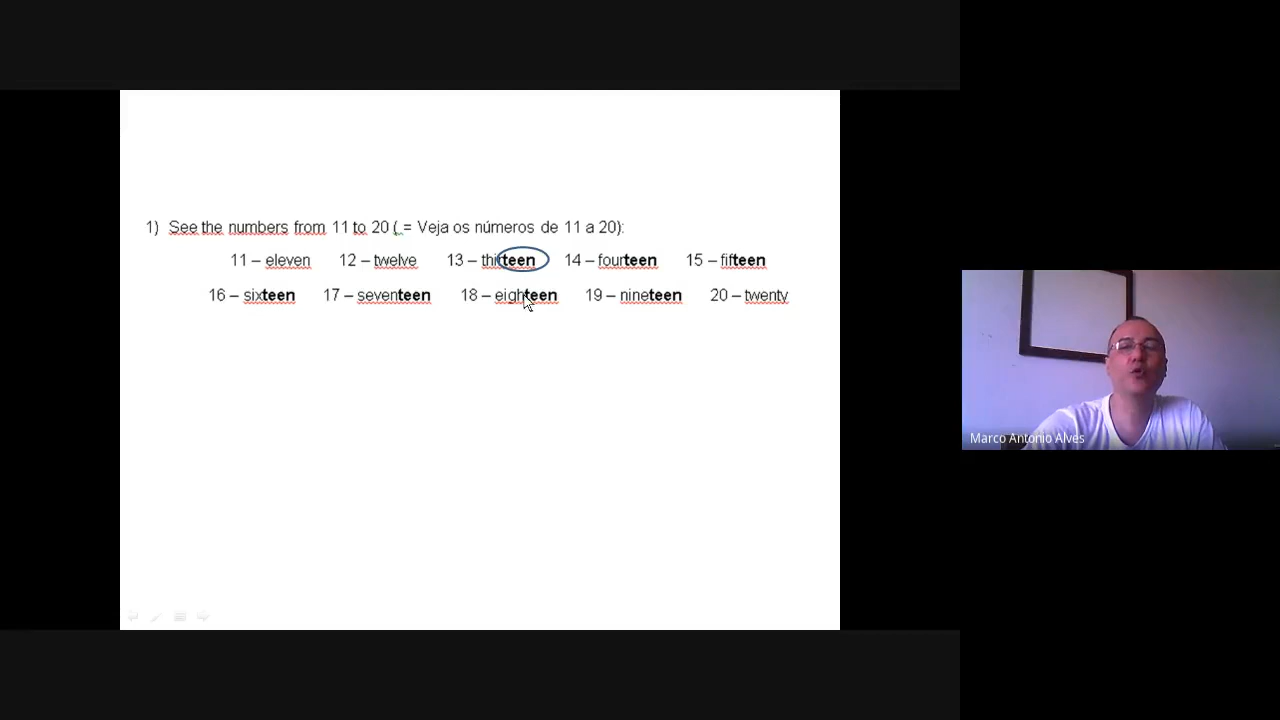 1) See the numbers from 11 to 20 ( = Veja os números de 11 a 20):
11 – eleven 12 – twelve 13 – thirteen 14 – fourteen 15 – fifteen
16 – sixteen 17 – seventeen 18 – eighteen 19 – nineteen 20 – twenty
Marco Antonio Alves